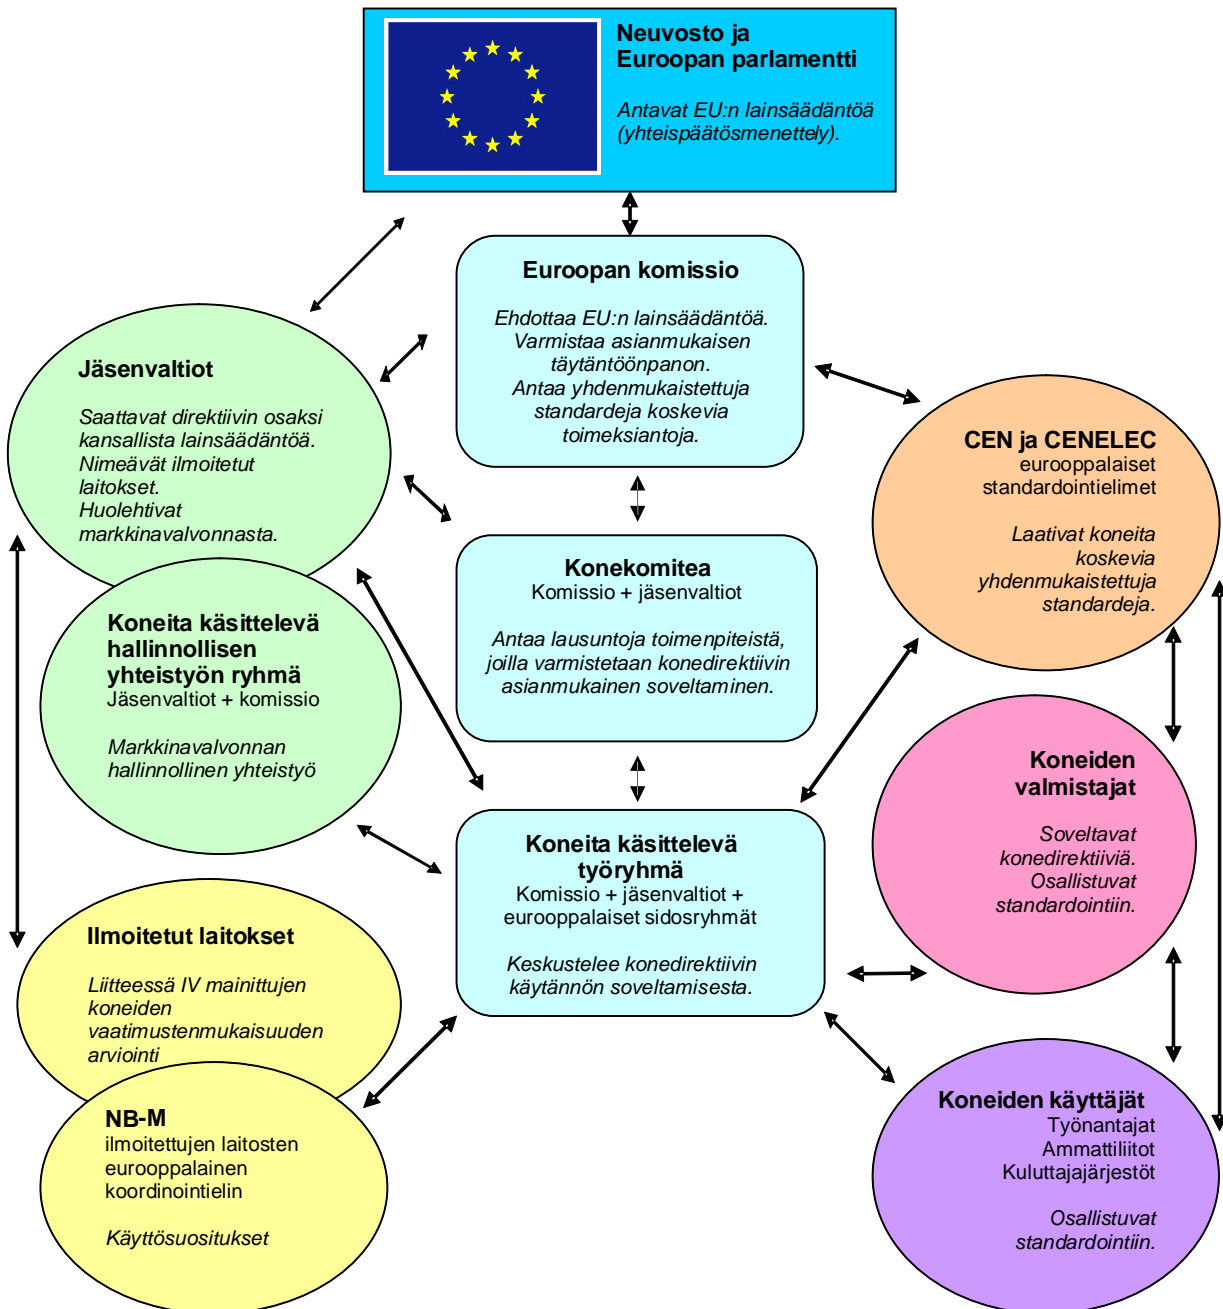 Neuvosto ja
Euroopan parlamentti
Antavat EU:n lainsäädäntöä
(yhteispäätösmenettely).
Euroopan komissio
Ehdottaa EU:n lainsäädäntöä.
Varmistaa asianmukaisen
täytäntöönpanon.
Antaa yhdenmukaistettuja
standardeja koskevia
toimeksiantoja.
Jäsenvaltiot
Saattavat direktiivin osaksi
kansallista lainsäädäntöä.
Nimeävät ilmoitetut
laitokset.
Huolehtivat
markkinavalvonnasta.
CEN ja CENELEC
eurooppalaiset
standardointielimet
Laativat koneita
koskevia
yhdenmukaistettuja
standardeja.
Konekomitea
Komissio + jäsenvaltiot
Antaa lausuntoja toimenpiteistä,
joilla varmistetaan konedirektiivin
asianmukainen soveltaminen.
Koneita käsittelevä
hallinnollisen
yhteistyön ryhmä
Jäsenvaltiot + komissio
Markkinavalvonnan
hallinnollinen yhteistyö
Koneiden
valmistajat
Soveltavat
konedirektiiviä.
Osallistuvat
standardointiin.
Koneita käsittelevä
työryhmä
Komissio + jäsenvaltiot +
eurooppalaiset sidosryhmät
Keskustelee konedirektiivin
käytännön soveltamisesta.
Ilmoitetut laitokset
Liitteessä IV mainittujen
koneiden
vaatimustenmukaisuuden
arviointi
NB-M
ilmoitettujen laitosten
eurooppalainen
koordinointielin
Käyttösuositukset
Koneiden käyttäjät
Työnantajat
Ammattiliitot
Kuluttajajärjestöt
Osallistuvat
standardointiin.